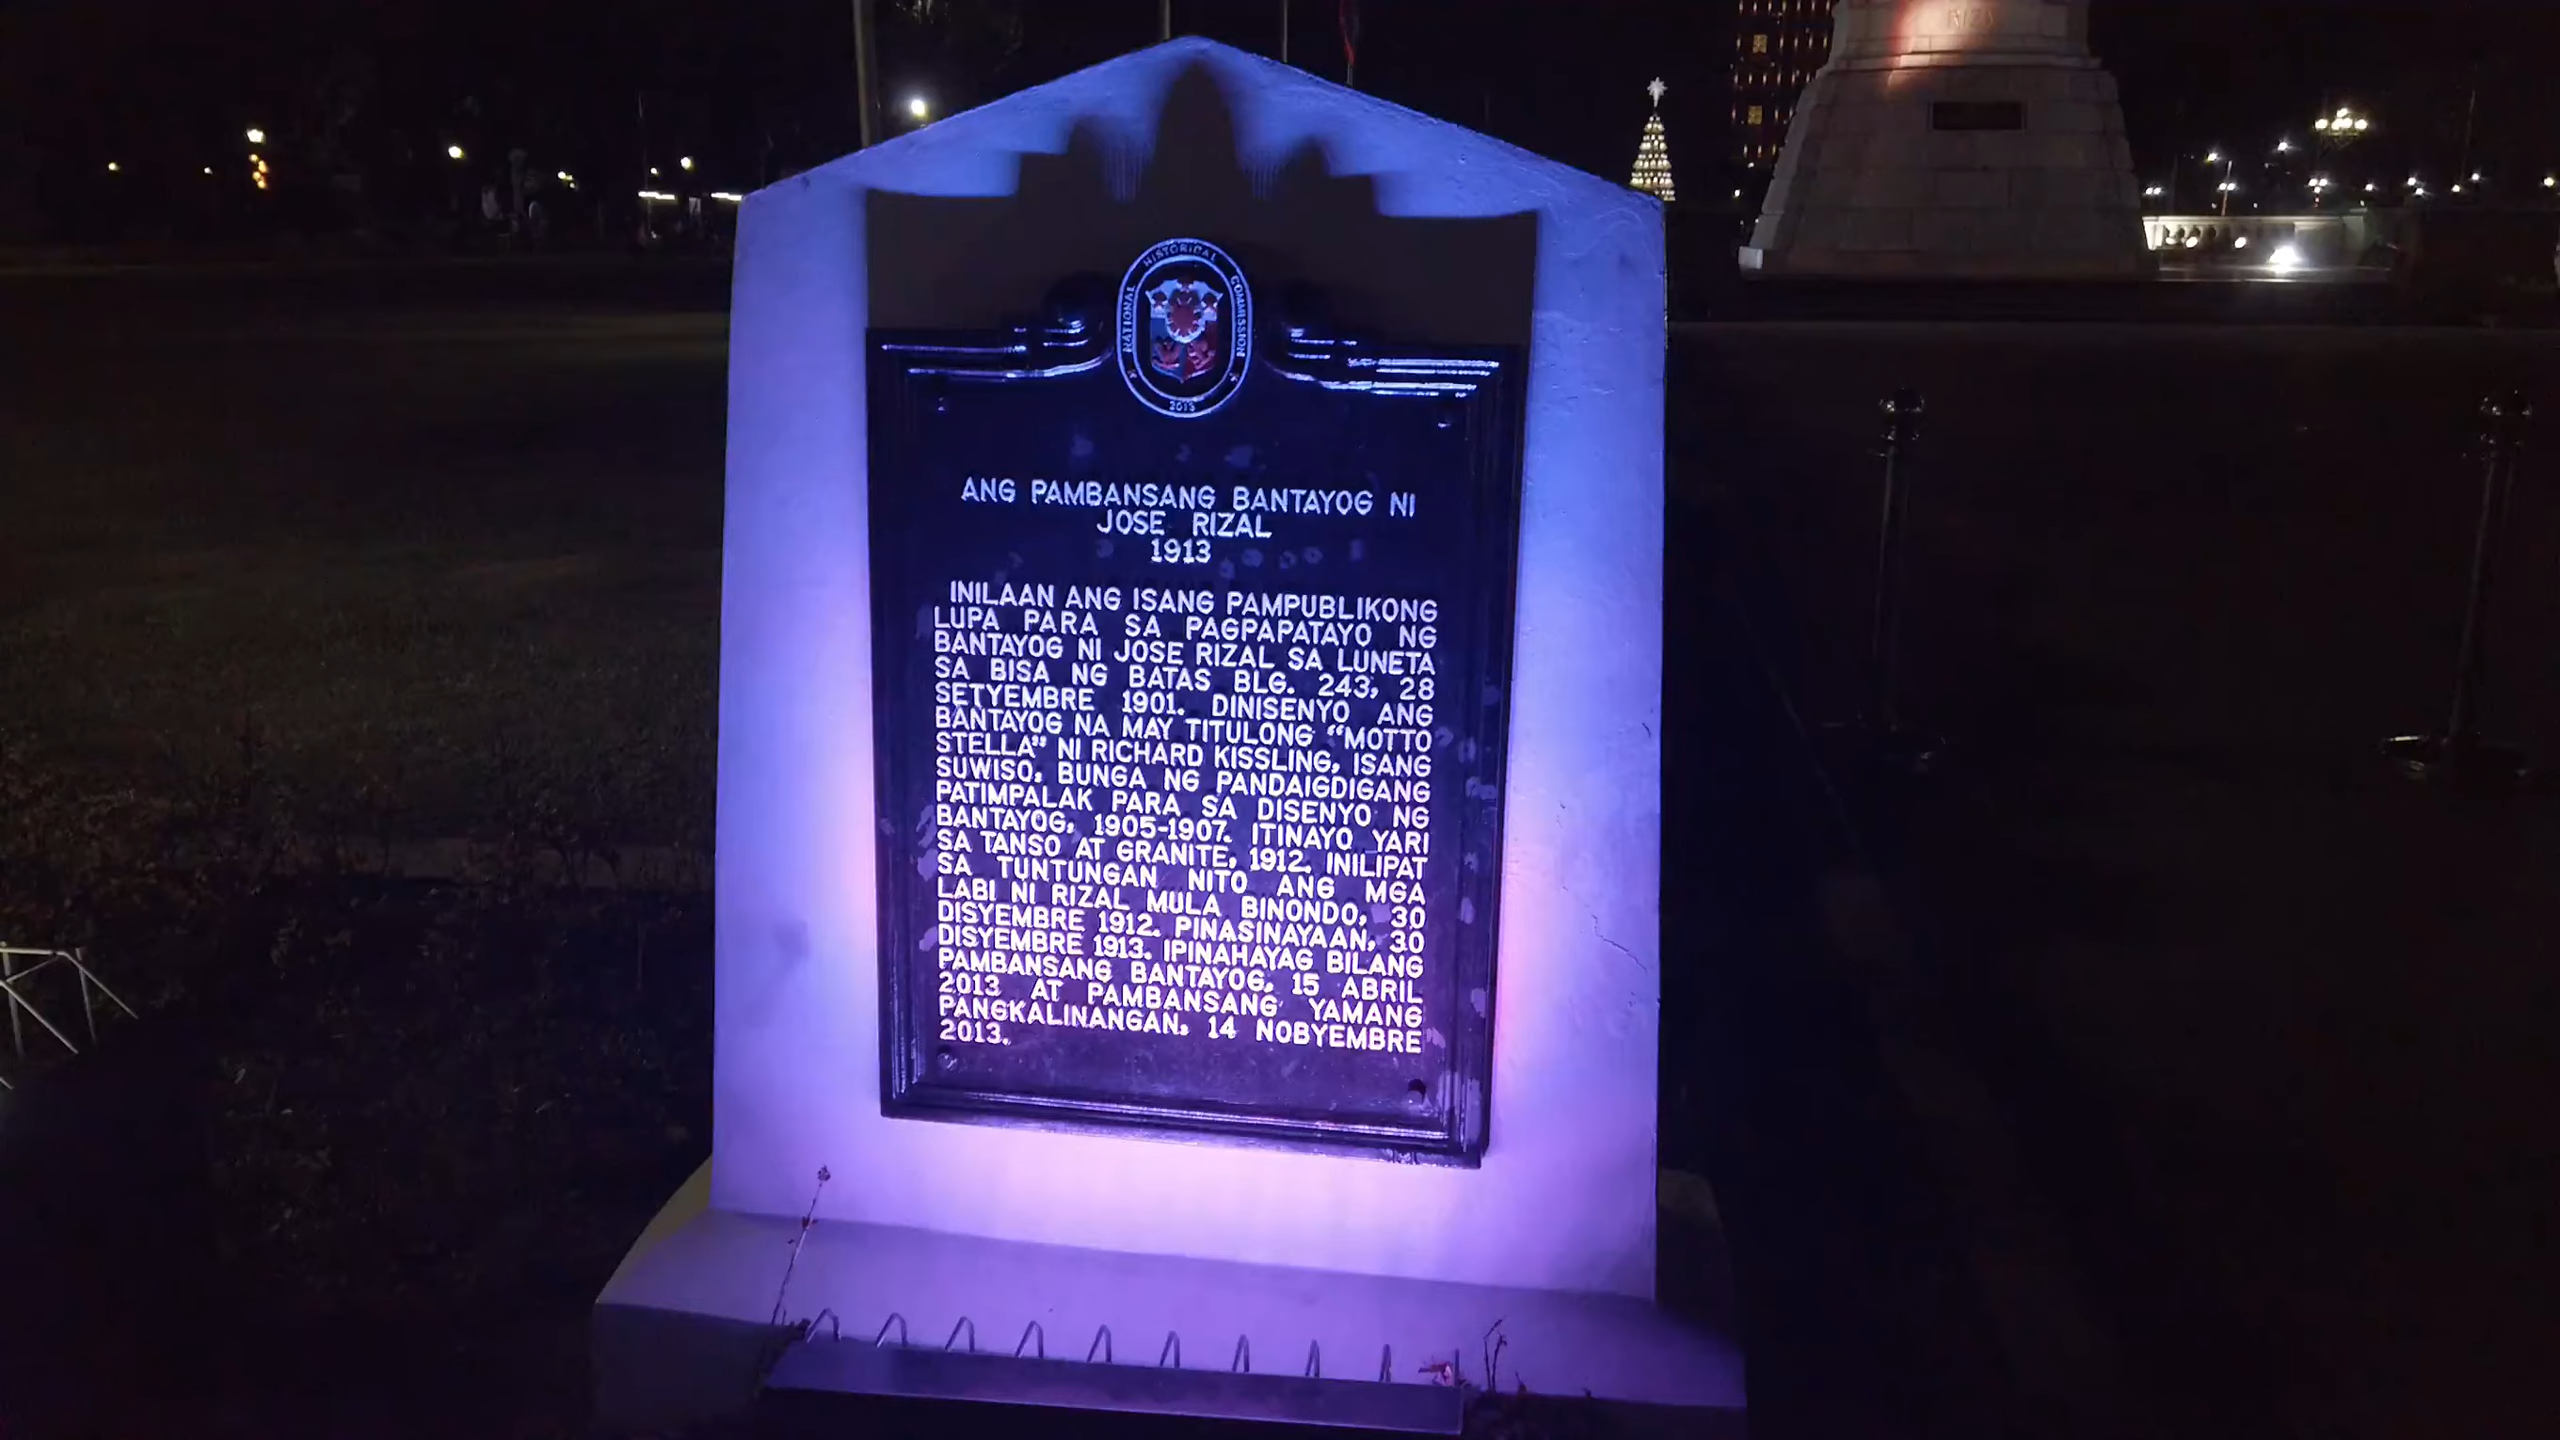 RIZAL
NATIONAL HISTORICAL COMMISSION
2013
ANG PAMBANSANG BANTAYOG NI
JOSE RIZAL
1913
INILAAN ANG ISANG PAMPUBLIKONG
LUPA PARA SA PAGPAPATAYO NG
BANTAYOG NI JOSE RIZAL SA LUNETA
SA BISA NG BATAS BLG. 243, 28
SETYEMBRE 1901. DINISENYO ANG
BANTAYOG NA MAY TITULONG “MOTTO
STELLA” NI RICHARD KISSLING, ISANG
SUWISO, BUNGA NG PANDAIGDIGANG
PATIMPALAK PARA SA DISENYO NG
BANTAYOG, 1905-1907. ITINAYO YARI
SA TANSO AT GRANITE, 1912. INILIPAT
SA TUNTUNGAN NITO ANG MGA
LABI NI RIZAL MULA BINONDO, 30
DISYEMBRE 1912. PINASINAYAAN, 30
DISYEMBRE 1913. IPINAHAYAG BILANG
PAMBANSANG BANTAYOG, 15 ABRIL
2013 AT PAMBANSANG YAMANG
PANGKALINANGAN, 14 NOBYEMBRE
2013.